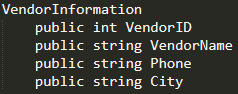 VendorInformation
    public int VendorID
    public string VendorName
    public string Phone
    public string City